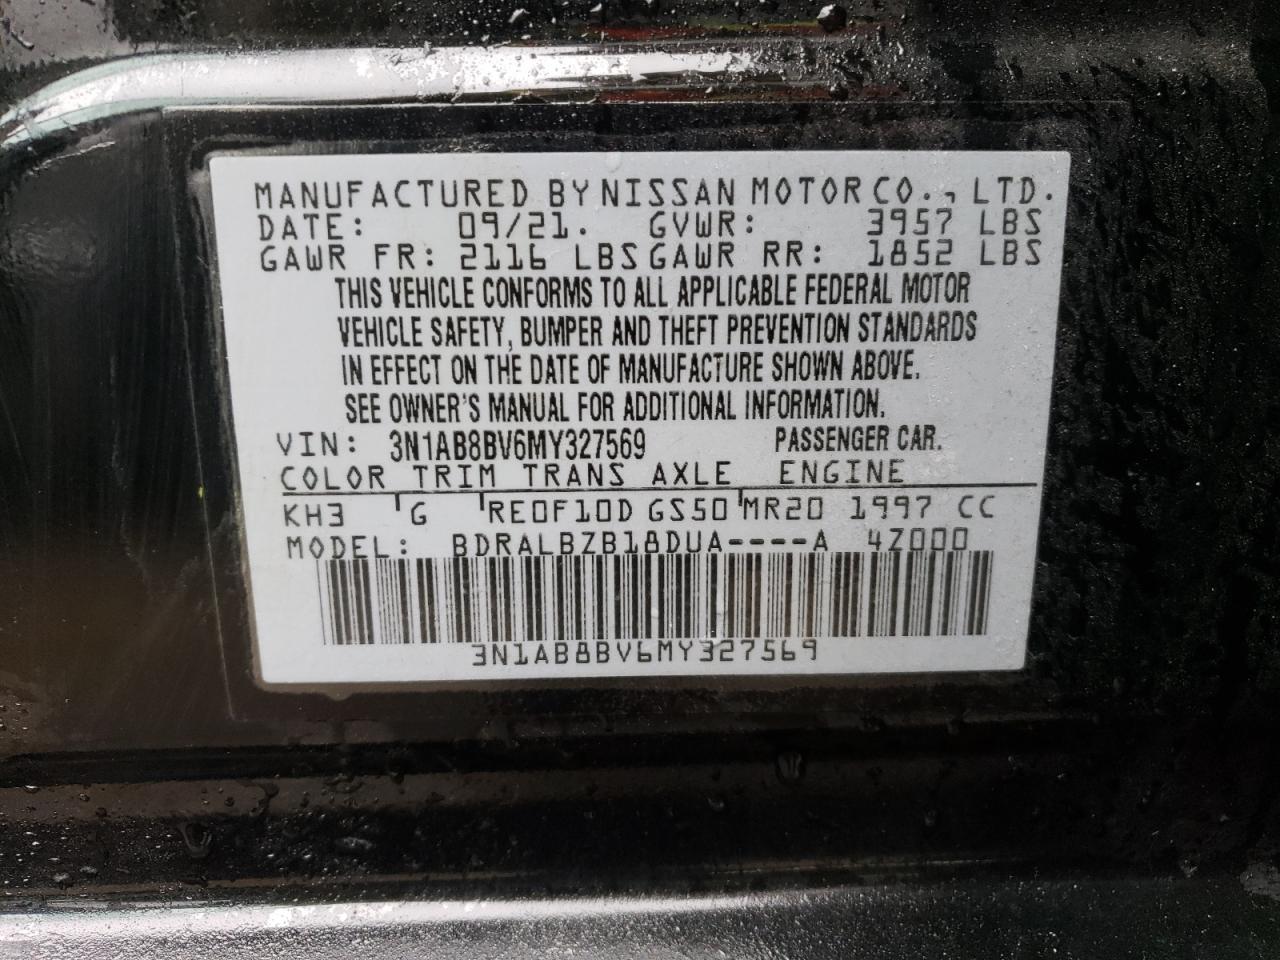 MANUFACTURED BY NISSAN MOTOR CO., LTD.
DATE: 09/21. GVWR: 3957 LBS
GAWR FR: 2116 LBS GAWR RR: 1852 LBS
THIS VEHICLE CONFORMS TO ALL APPLICABLE FEDERAL MOTOR
VEHICLE SAFETY, BUMPER AND THEFT PREVENTION STANDARDS
IN EFFECT ON THE DATE OF MANUFACTURE SHOWN ABOVE.
SEE OWNER'S MANUAL FOR ADDITIONAL INFORMATION.
VIN: 3N1AB8BV6MY327569 PASSENGER CAR.
COLOR TRIM TRANS AXLE ENGINE
KH3 G RE0F10D GS50 MR20 1997 CC
MODEL: BDRALBZB18DUA----A 4Z000
3N1AB8BV6MY327569